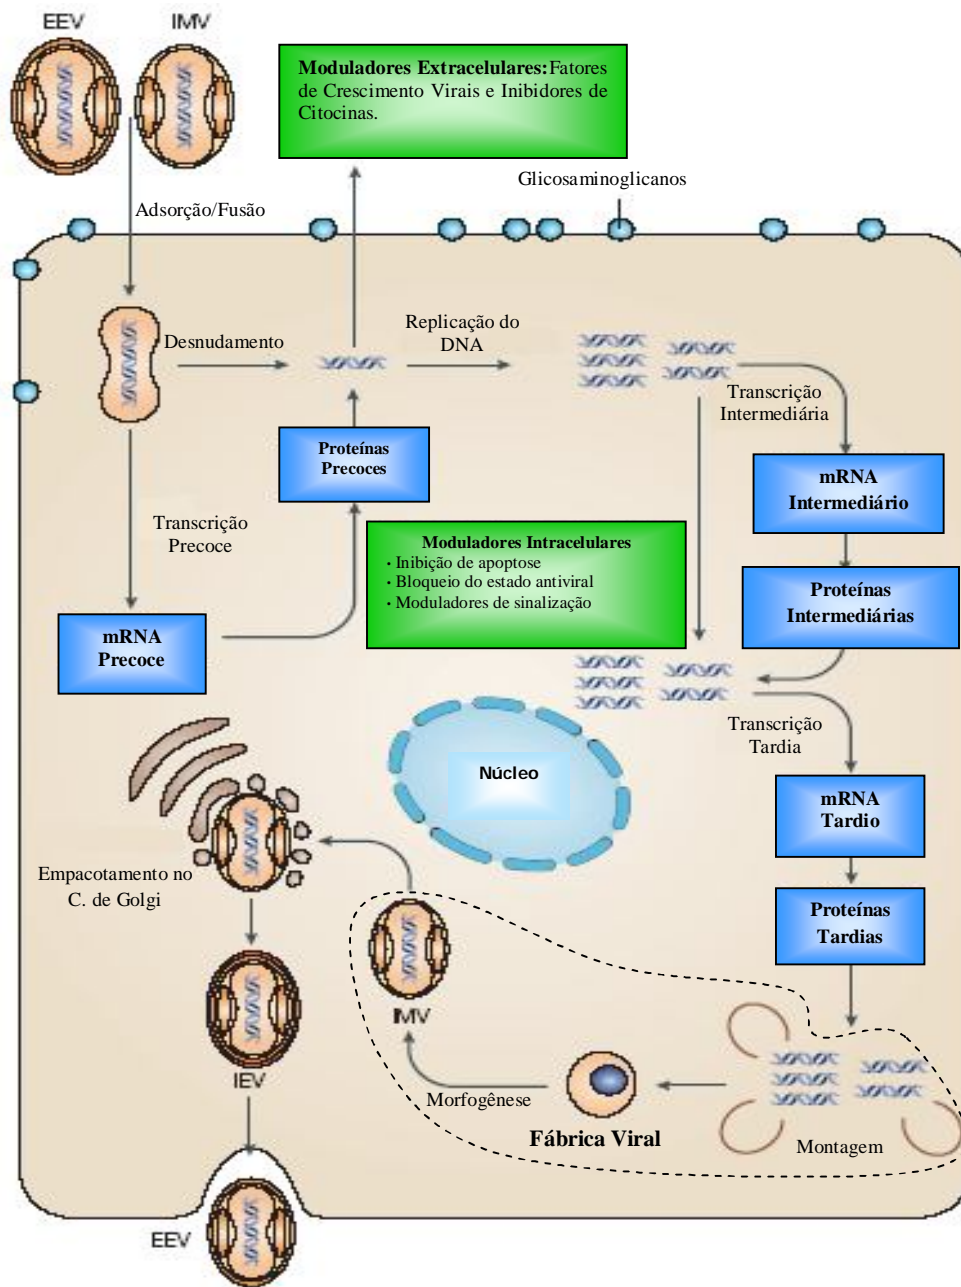 EEV
IMV
Moduladores Extracelulares: Fatores
de Crescimento Virais e Inibidores de
Citocinas.
Glicosaminoglicanos
Adsorção/Fusão
Desnudamento
Replicação do
DNA
Transcrição
Intermediária
Proteínas
Precoces
mRNA
Intermediário
Transcrição
Precoce
Moduladores Intracelulares
• Inibição de apoptose
• Bloqueio do estado antiviral
• Moduladores de sinalização
Proteínas
Intermediárias
mRNA
Precoce
Transcrição
Tardia
Núcleo
mRNA
Tardio
Empacotamento no
C. de Golgi
Proteínas
Tardias
IMV
IEV
Morfogênese
Fábrica Viral
Montagem
EEV